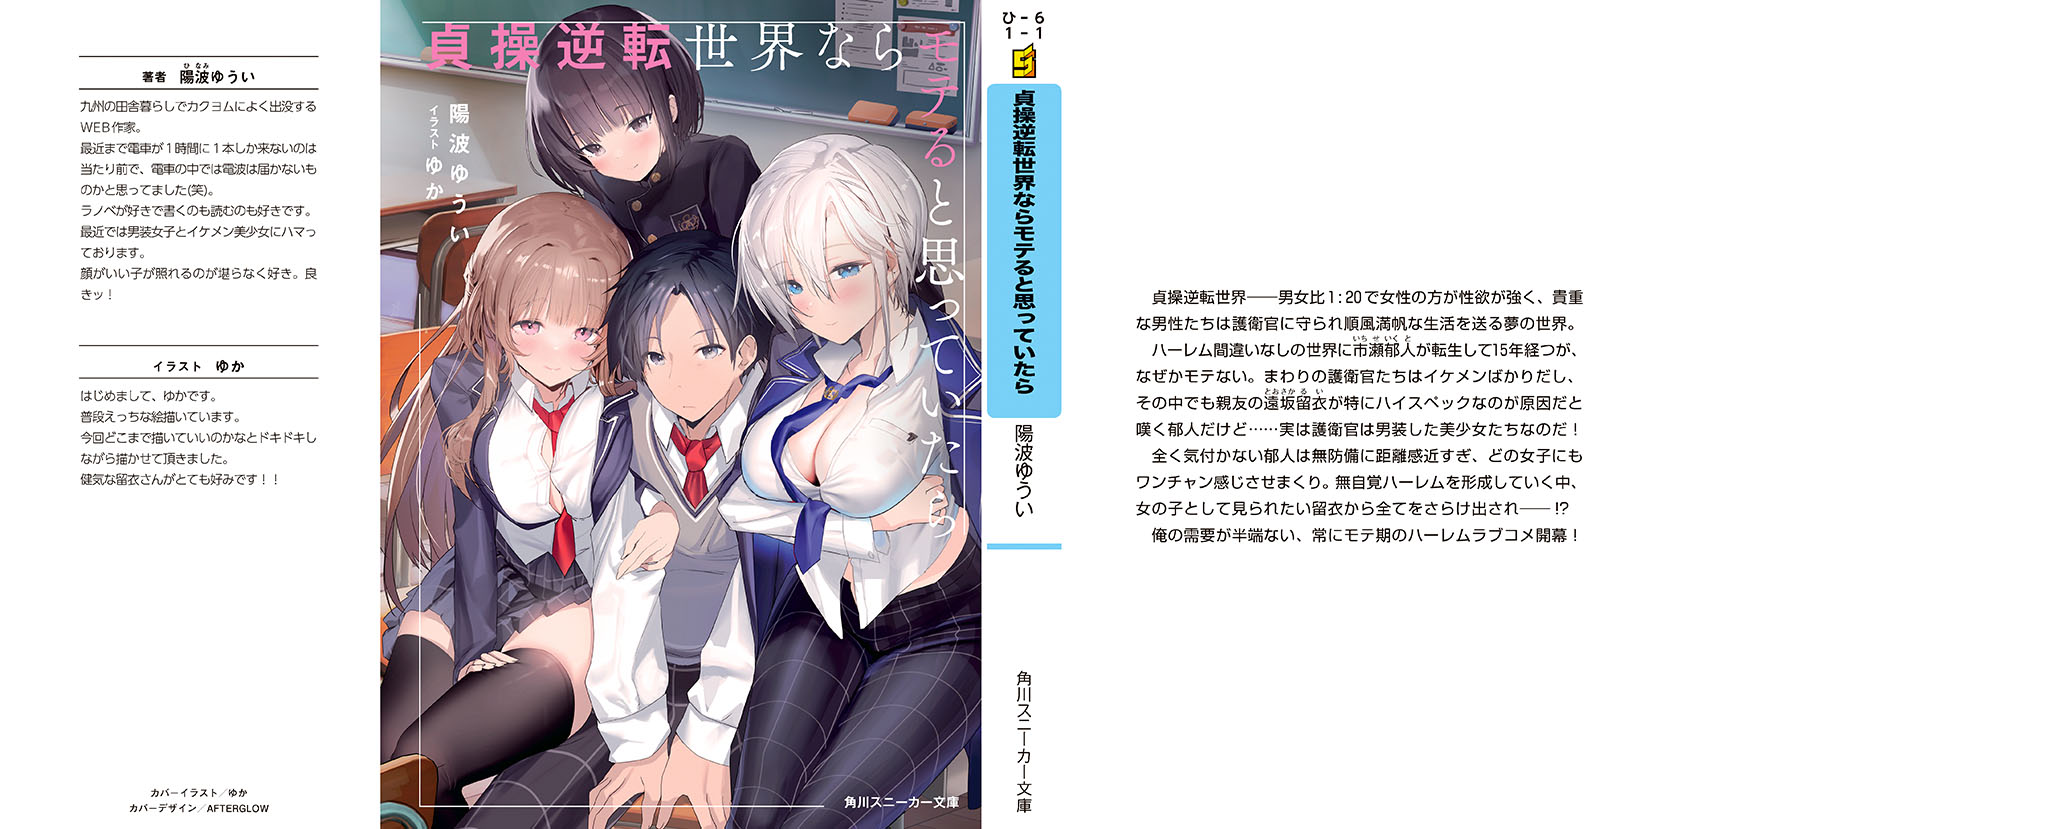 著者　陽波ゆうい
ひなみ
九州の田舎暮らしでカクヨムによく出没する
WEB作家。
最近まで電車が１時間に１本しか来ないのは
当たり前で、電車の中では電波は届かないも
のかと思ってました(笑)。
ラノベが好きで書くのも読むのも好きです。
最近では男装女子とイケメン美少女にハマっ
ております。
顔がいい子が照れるのが堪らなく好き。良
きッ！
イラスト　ゆか
はじめまして、ゆかです。
普段えっちな絵描いています。
今回どこまで描いていいのかなとドキドキし
ながら描かせて頂きました。
健気な留衣さんがとても好みです！！
カバーイラスト／ゆか
カバーデザイン／AFTERGLOW
貞操逆転世界なら
モテると思っていたら
陽波ゆうい
イラスト ゆか
角川スニーカー文庫
ひ-6
1-1
貞操逆転世界ならモテると思っていたら
陽波ゆうい
角川スニーカー文庫
貞操逆転世界――男女比１：20で女性の方が性欲が強く、貴重
な男性たちは護衛官に守られ順風満帆な生活を送る夢の世界。
ハーレム間違いなしの世界に市瀬郁人が転生して15年経つが、
いちせいくと
なぜかモテない。まわりの護衛官たちはイケメンばかりだし、
その中でも親友の遠坂留衣が特にハイスペックなのが原因だと
とおさかるい
嘆く郁人だけど……実は護衛官は男装した美少女たちなのだ！
全く気付かない郁人は無防備に距離感近すぎ、どの女子にも
ワンチャン感じさせまくり。無自覚ハーレムを形成していく中、
女の子として見られたい留衣から全てをさらけ出され――!?
俺の需要が半端ない、常にモテ期のハーレムラブコメ開幕！